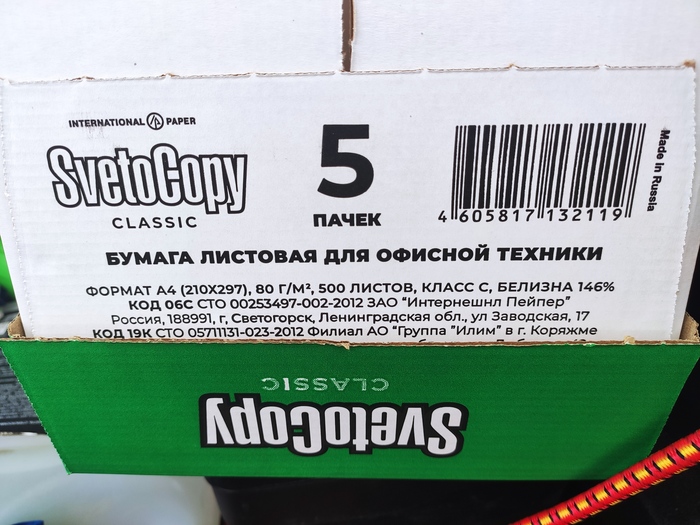 INTERNATIONAL PAPER
SvetoCopy
CLASSIC
5
ПАЧЕК
4 605817 132119
Made in Russia
БУМАГА ЛИСТОВАЯ ДЛЯ ОФИСНОЙ ТЕХНИКИ
ФОРМАТ А4 (210X297), 80 Г/М², 500 ЛИСТОВ, КЛАСС С, БЕЛИЗНА 146%
КОД 06С СТО 00253497-002-2012 ЗАО "Интернешнл Пейпер"
Россия, 188991, г, Светогорск, Ленинградская обл., ул Заводская, 17
КОД 19К СТО 05711131-023-2012 Филиал АО "Группа "Илим" в г. Коряжме
CLASSIC
SvetoCopy